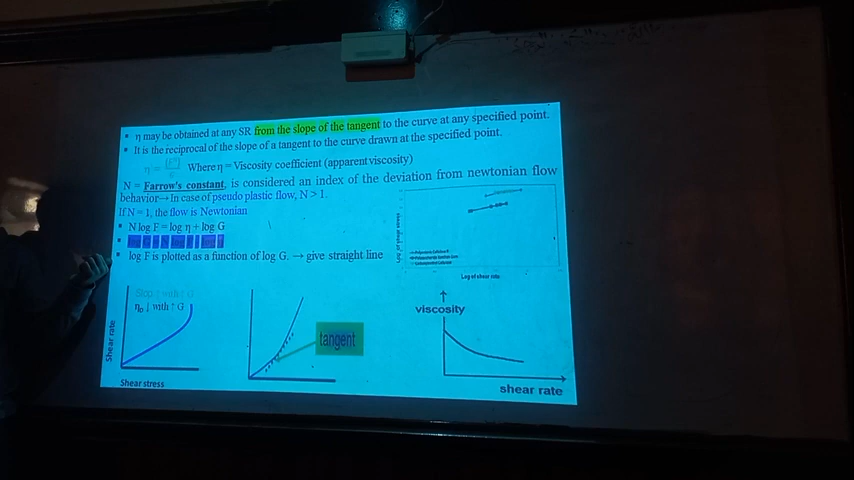 η may be obtained at any SR from the slope of the tangent to the curve at any specified point.
It is the reciprocal of the slope of a tangent to the curve drawn at the specified point.
Where η = Viscosity coefficient (apparent viscosity)
N = Farrow's constant, is considered an index of the deviation from newtonian flow
behavior→ In case of pseudo plastic flow, N > 1.
If N = 1, the flow is Newtonian
N log F = log η + log G
log F is plotted as a function of log G. → give straight line
Log of shear rate
with ↑ G
η₀ ↓ with ↑ G
Shear rate
Shear stress
tangent
viscosity
shear rate